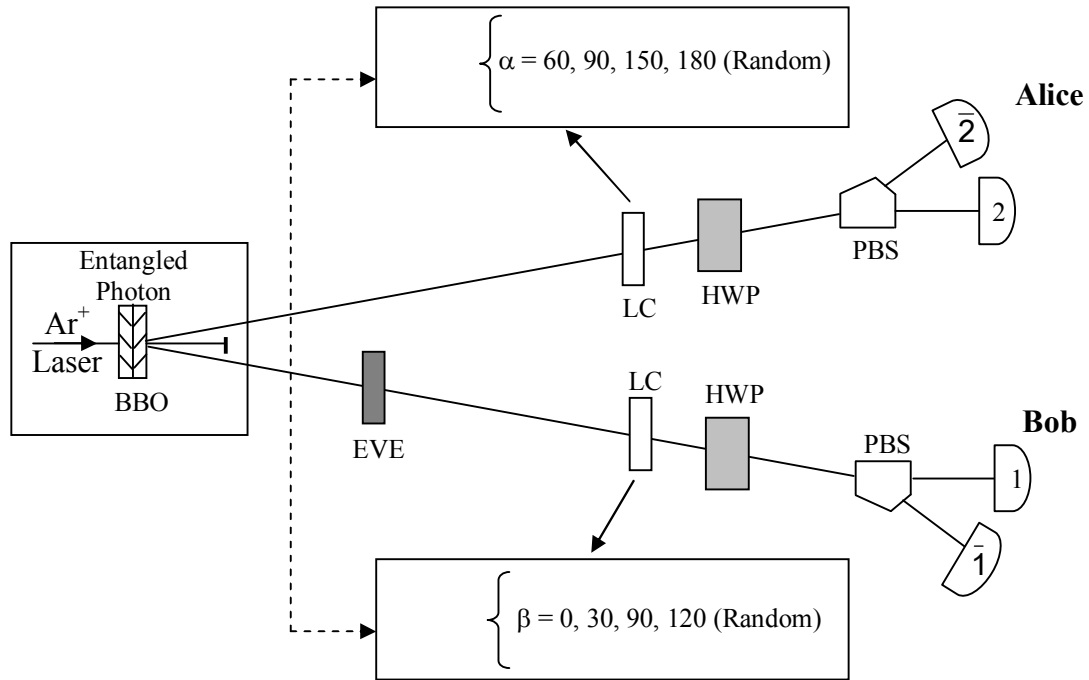 α = 60, 90, 150, 180 (Random)
Alice
2̅
2
PBS
HWP
LC
Entangled
Photon
Ar⁺
Laser
BBO
EVE
LC
HWP
Bob
PBS
1
1̅
β = 0, 30, 90, 120 (Random)